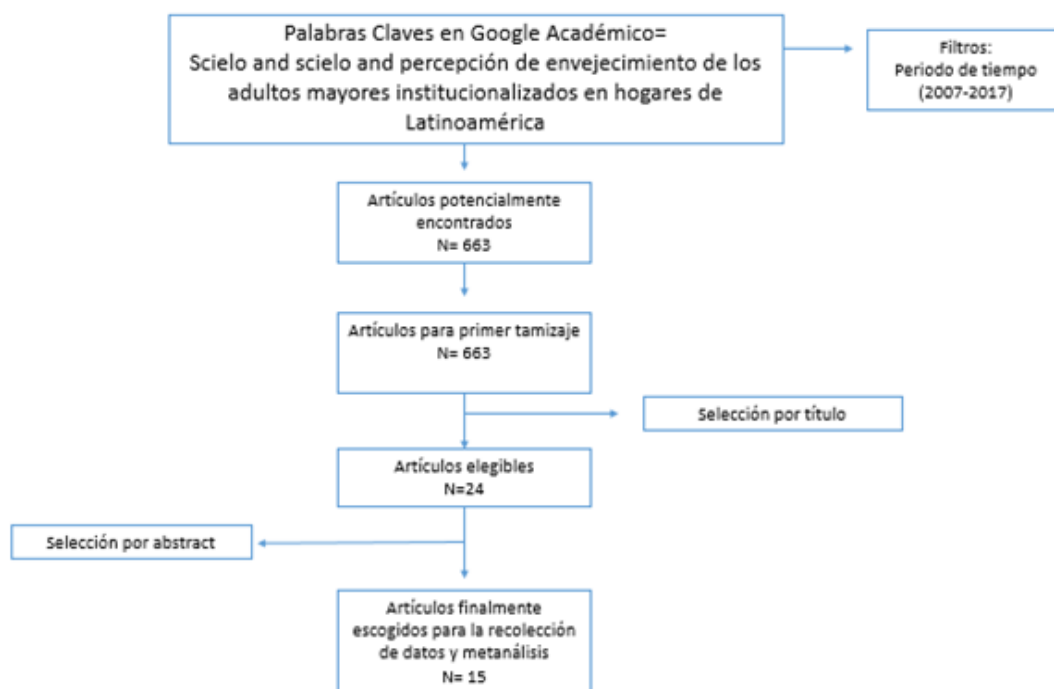 Palabras Claves en Google Académico=
Scielo and scielo and percepción de envejecimiento de los
adultos mayores institucionalizados en hogares de
Latinoamérica
Filtros:
Periodo de tiempo
(2007-2017)
Artículos potencialmente
encontrados
N= 663
Artículos para primer tamizaje
N= 663
Selección por título
Artículos elegibles
N=24
Selección por abstract
Artículos finalmente
escogidos para la recolección
de datos y metanálisis
N= 15